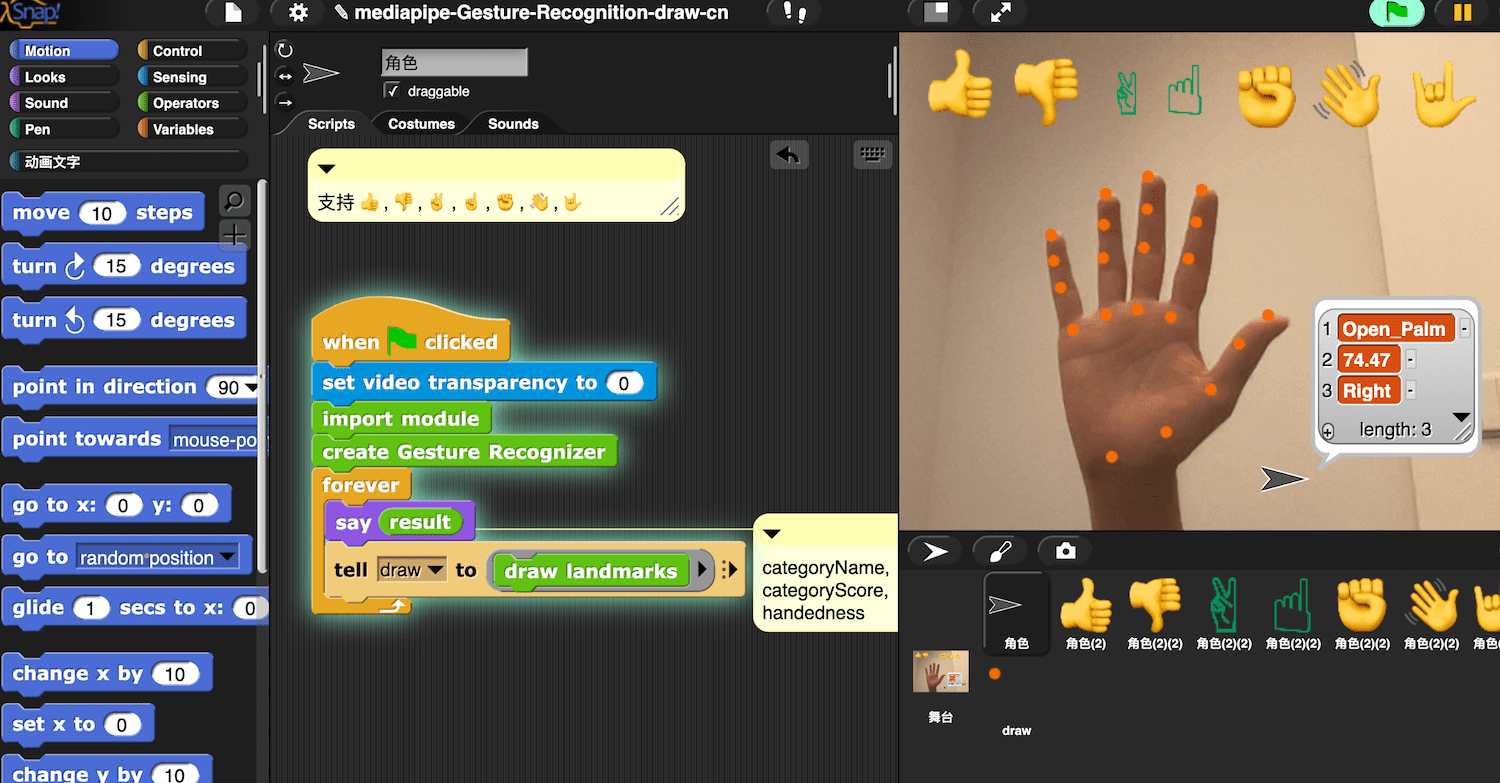 Snap!
mediapipe-Gesture-Recognition-draw-cn
Motion
Control
Looks
Sensing
Sound
Operators
Pen
Variables
动画文字
move 10 steps
turn 15 degrees
turn 15 degrees
point in direction 90
point towards mouse-po
go to x: 0 y: 0
go to random position
glide 1 secs to x: 0
change x by 10
set x to 0
change y by 10
角色
draggable
Scripts
Costumes
Sounds
支持 👍, 👎, ✌, ☝, ✊, 👋, 🤟
when clicked
set video transparency to 0
import module
create Gesture Recognizer
forever
say result
tell draw to draw landmarks
categoryName,
categoryScore,
handedness
1 Open_Palm -
2 74.47 -
3 Right -
length: 3
舞台
角色
角色(2)
角色(2)(2)
角色(2)(2)
角色(2)(2)
角色(2)(2)
角色(2)(2)
角色
draw